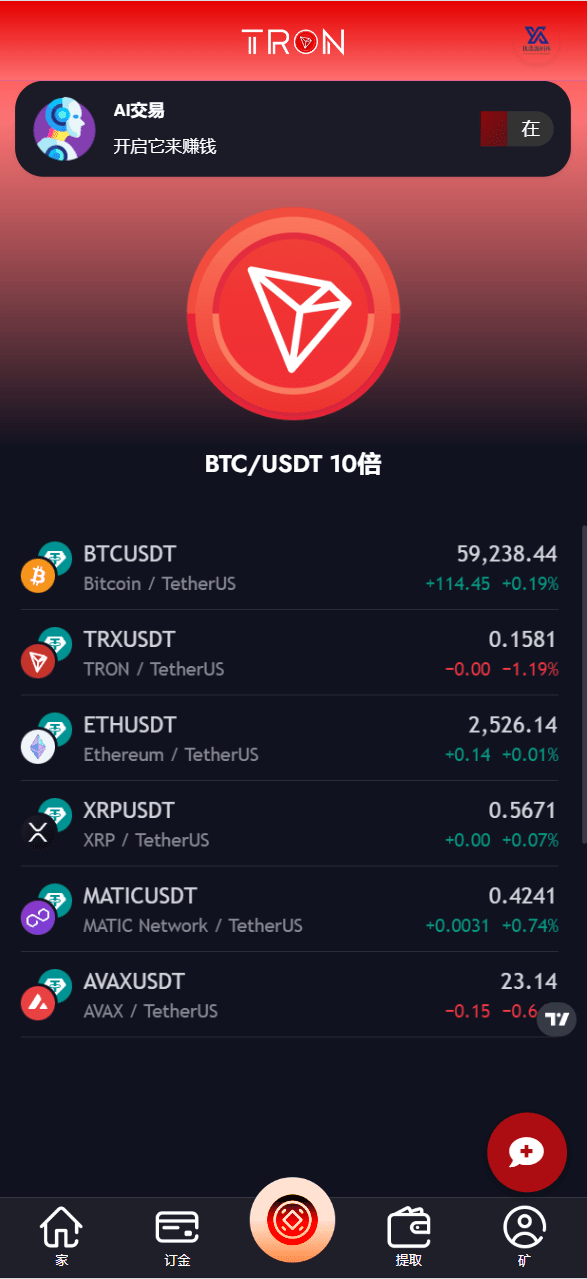 TRON
AI交易
开启它来赚钱
在
BTC/USDT 10倍
BTCUSDT 59,238.44
Bitcoin / TetherUS +114.45 +0.19%
TRXUSDT 0.1581
TRON / TetherUS −0.00 −1.19%
ETHUSDT 2,526.14
Ethereum / TetherUS +0.14 +0.01%
XRPUSDT 0.5671
XRP / TetherUS +0.00 +0.07%
MATICUSDT 0.4241
MATIC Network / TetherUS +0.0031 +0.74%
AVAXUSDT 23.14
AVAX / TetherUS −0.15 −0.6
家 订金 提取 矿